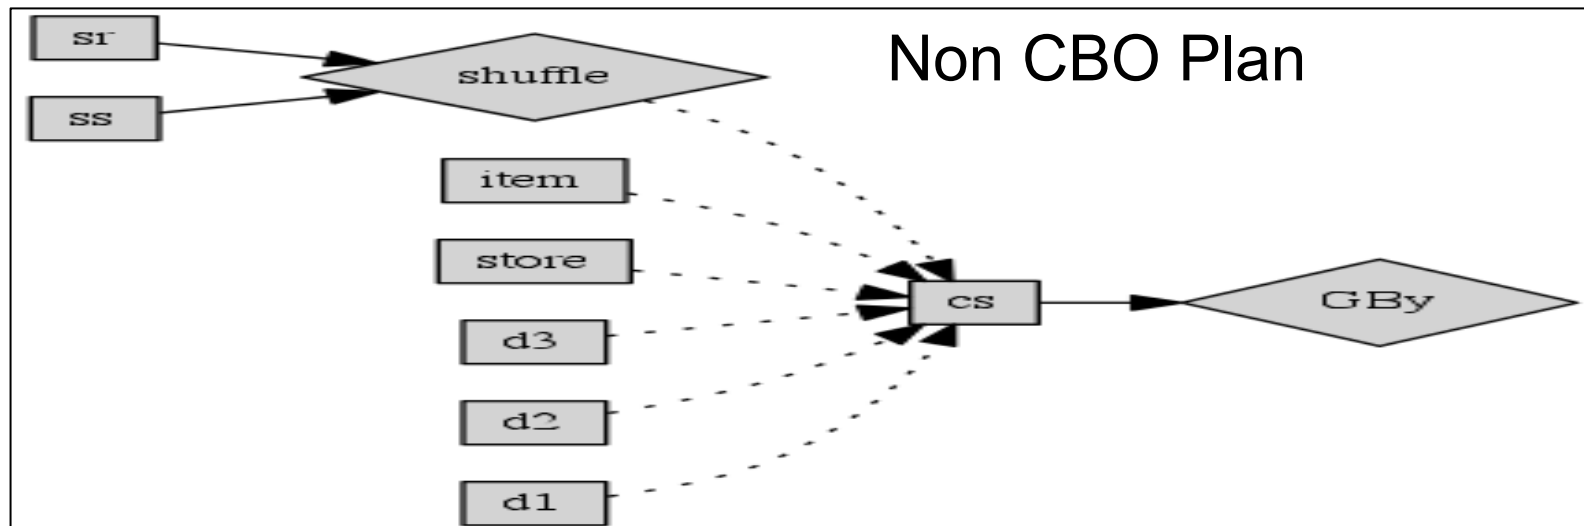 sr
Non CBO Plan
shuffle
ss
item
store
cs
GBy
d3
d2
d1